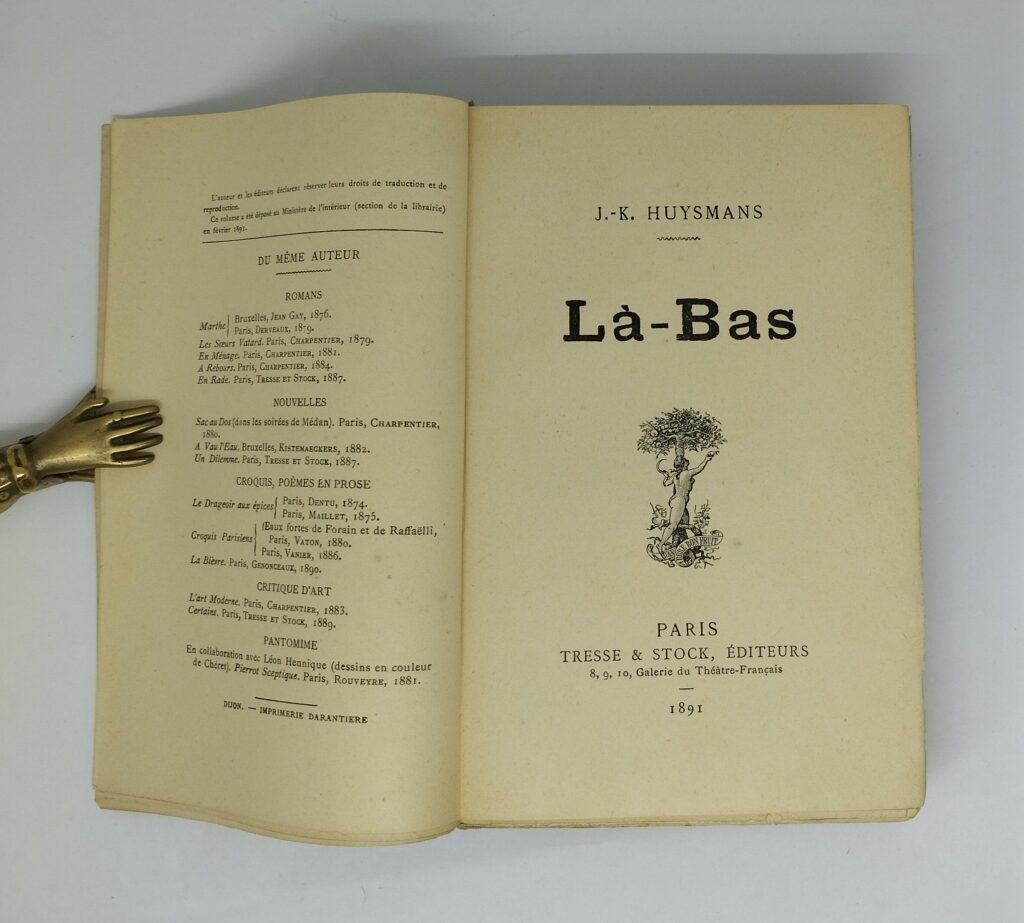 L'auteur et les éditeurs déclarent réserver leurs droits de traduction et de
reproduction.
Ce volume a été déposé au Ministère de l'intérieur (section de la librairie)
en février 1891.
DU MÊME AUTEUR
ROMANS
Marthe { Bruxelles, JEAN GAY, 1876.
Paris, DERVEAUX, 1879.
Les Sœurs Vatard. Paris, CHARPENTIER, 1879.
En Ménage. Paris, CHARPENTIER, 1881.
A Rebours. Paris, CHARPENTIER, 1884.
En Rade. Paris, TRESSE ET STOCK, 1887.
NOUVELLES
Sac au Dos (dans les soirées de Médan). Paris, CHARPENTIER,
1880.
A Vau l'Eau. Bruxelles, KISTEMAECKERS, 1882.
Un Dilemme. Paris, TRESSE ET STOCK, 1887.
CROQUIS, POÈMES EN PROSE
Le Drageoir aux épices { Paris, DENTU, 1874.
Paris, MAILLET, 1875.
(Eaux fortes de Forain et de Raffaëlli,
Croquis Parisiens { Paris, VATON, 1880.
Paris, VANIER, 1886.
La Bièvre. Paris, GENONCEAUX, 1890.
CRITIQUE D'ART
L'art Moderne. Paris, CHARPENTIER, 1883.
Certains. Paris, TRESSE ET STOCK, 1889.
PANTOMIME
En collaboration avec Léon Hennique (dessins en couleur
de Chéret). Pierrot Sceptique. Paris, ROUVEYRE, 1881.
DIJON. — IMPRIMERIE DARANTIERE
J.-K. HUYSMANS
Là-Bas
BON FRUIT
PARIS
TRESSE & STOCK, ÉDITEURS
8, 9, 10, Galerie du Théâtre-Français
1891